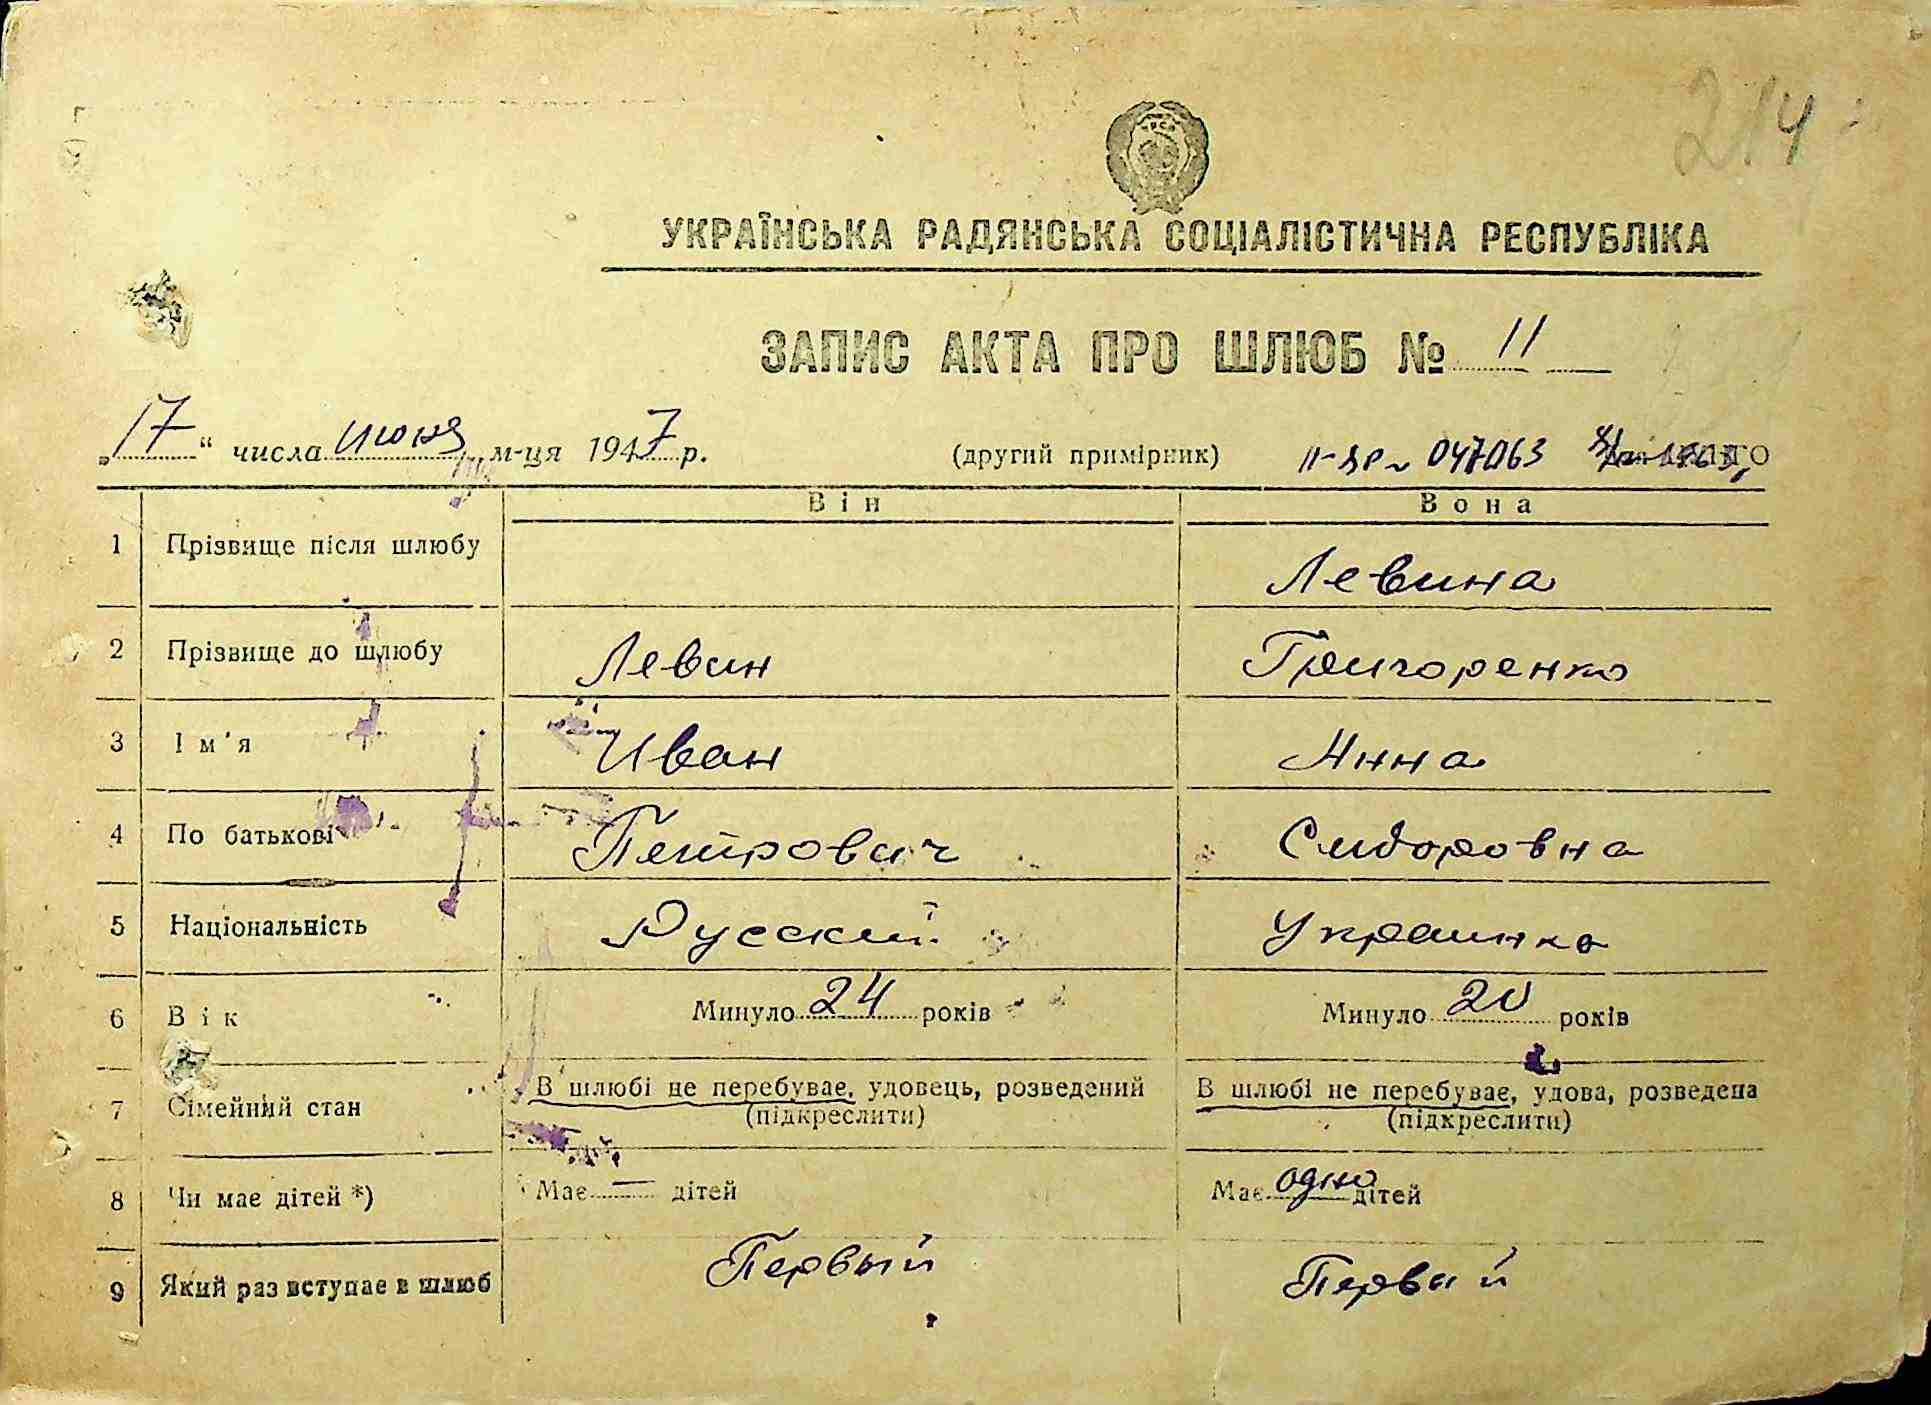 214
УКРАЇНСЬКА РАДЯНСЬКА СОЦІАЛІСТИЧНА РЕСПУБЛІКА
ЗАПИС АКТА ПРО ШЛЮБ № 11
„17“ числа июня м-ця 1947 р. (другий примірник) 047063
Він Вона
1 Прізвище після шлюбу Левина
2 Прізвище до шлюбу Левин Григоренко
3 Ім'я Иван Анна
4 По батькові Петрович Сидоровна
5 Національність Русский Украинка
6 Вік Минуло 24 років Минуло 20 років
7 Сімейний стан В шлюбі не перебуває, удовець, розведений В шлюбі не перебуває, удова, розведена
(підкреслити) (підкреслити)
8 Чи має дітей *) Має — дітей Має одно дітей
9 Який раз вступає в шлюб Первый Первый